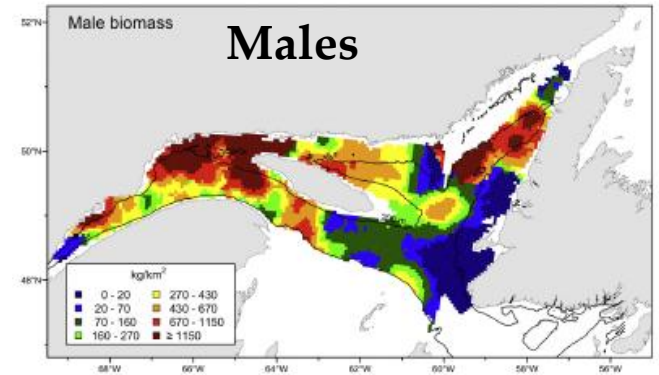 Male biomass
Males
52°N
50°N
48°N
kg/km²
0 - 20
270 - 430
20 - 70
430 - 670
70 - 160
670 - 1150
160 - 270
≥ 1150
68°W
66°W
64°W
62°W
60°W
58°W
56°W